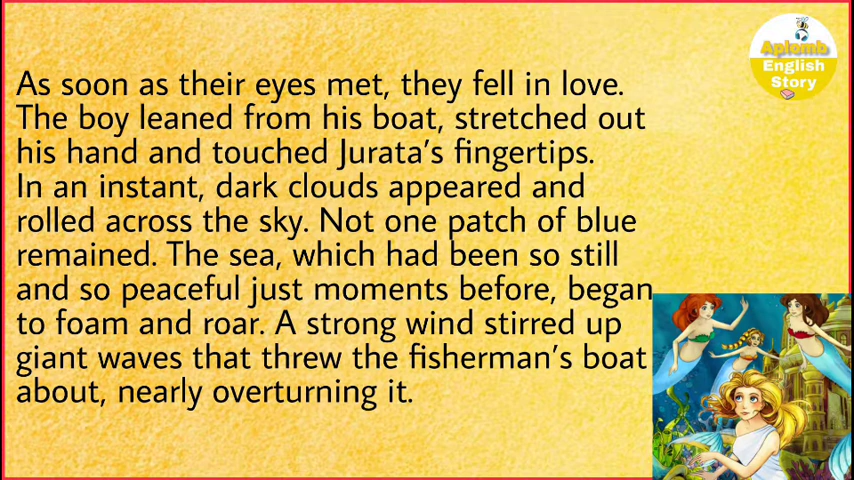 As soon as their eyes met, they fell in love.
The boy leaned from his boat, stretched out
his hand and touched Jurata’s fingertips.
In an instant, dark clouds appeared and
rolled across the sky. Not one patch of blue
remained. The sea, which had been so still
and so peaceful just moments before, began
to foam and roar. A strong wind stirred up
giant waves that threw the fisherman’s boat
about, nearly overturning it.
Aplomb
English
Story